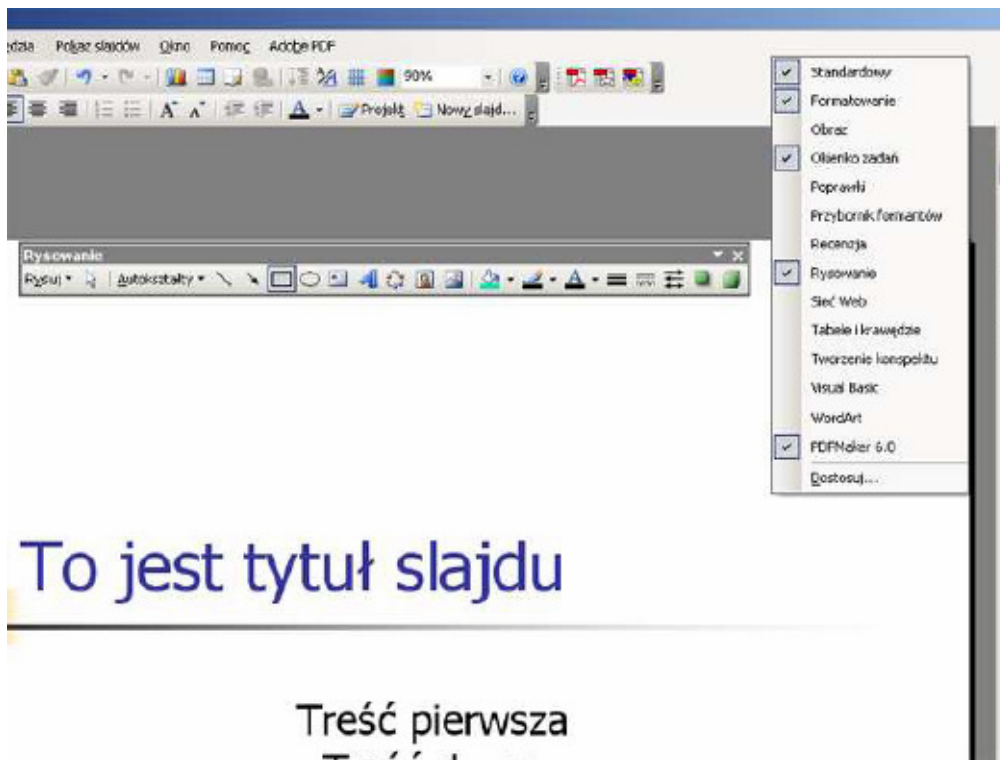 ędzia Pokaz slajdów Okno Pomoc Adobe PDF
90%
Projekt Nowy slajd...
Standardowy
Formatowanie
Obraz
Okienko zadań
Poprawki
Przybornik formantów
Recenzja
Rysowanie
Sieć Web
Tabele i krawędzie
Tworzenie konspektu
Visual Basic
WordArt
PDFMaker 6.0
Dostosuj...
Rysowanie
Rysuj Autokształty
To jest tytuł slajdu
Treść pierwsza